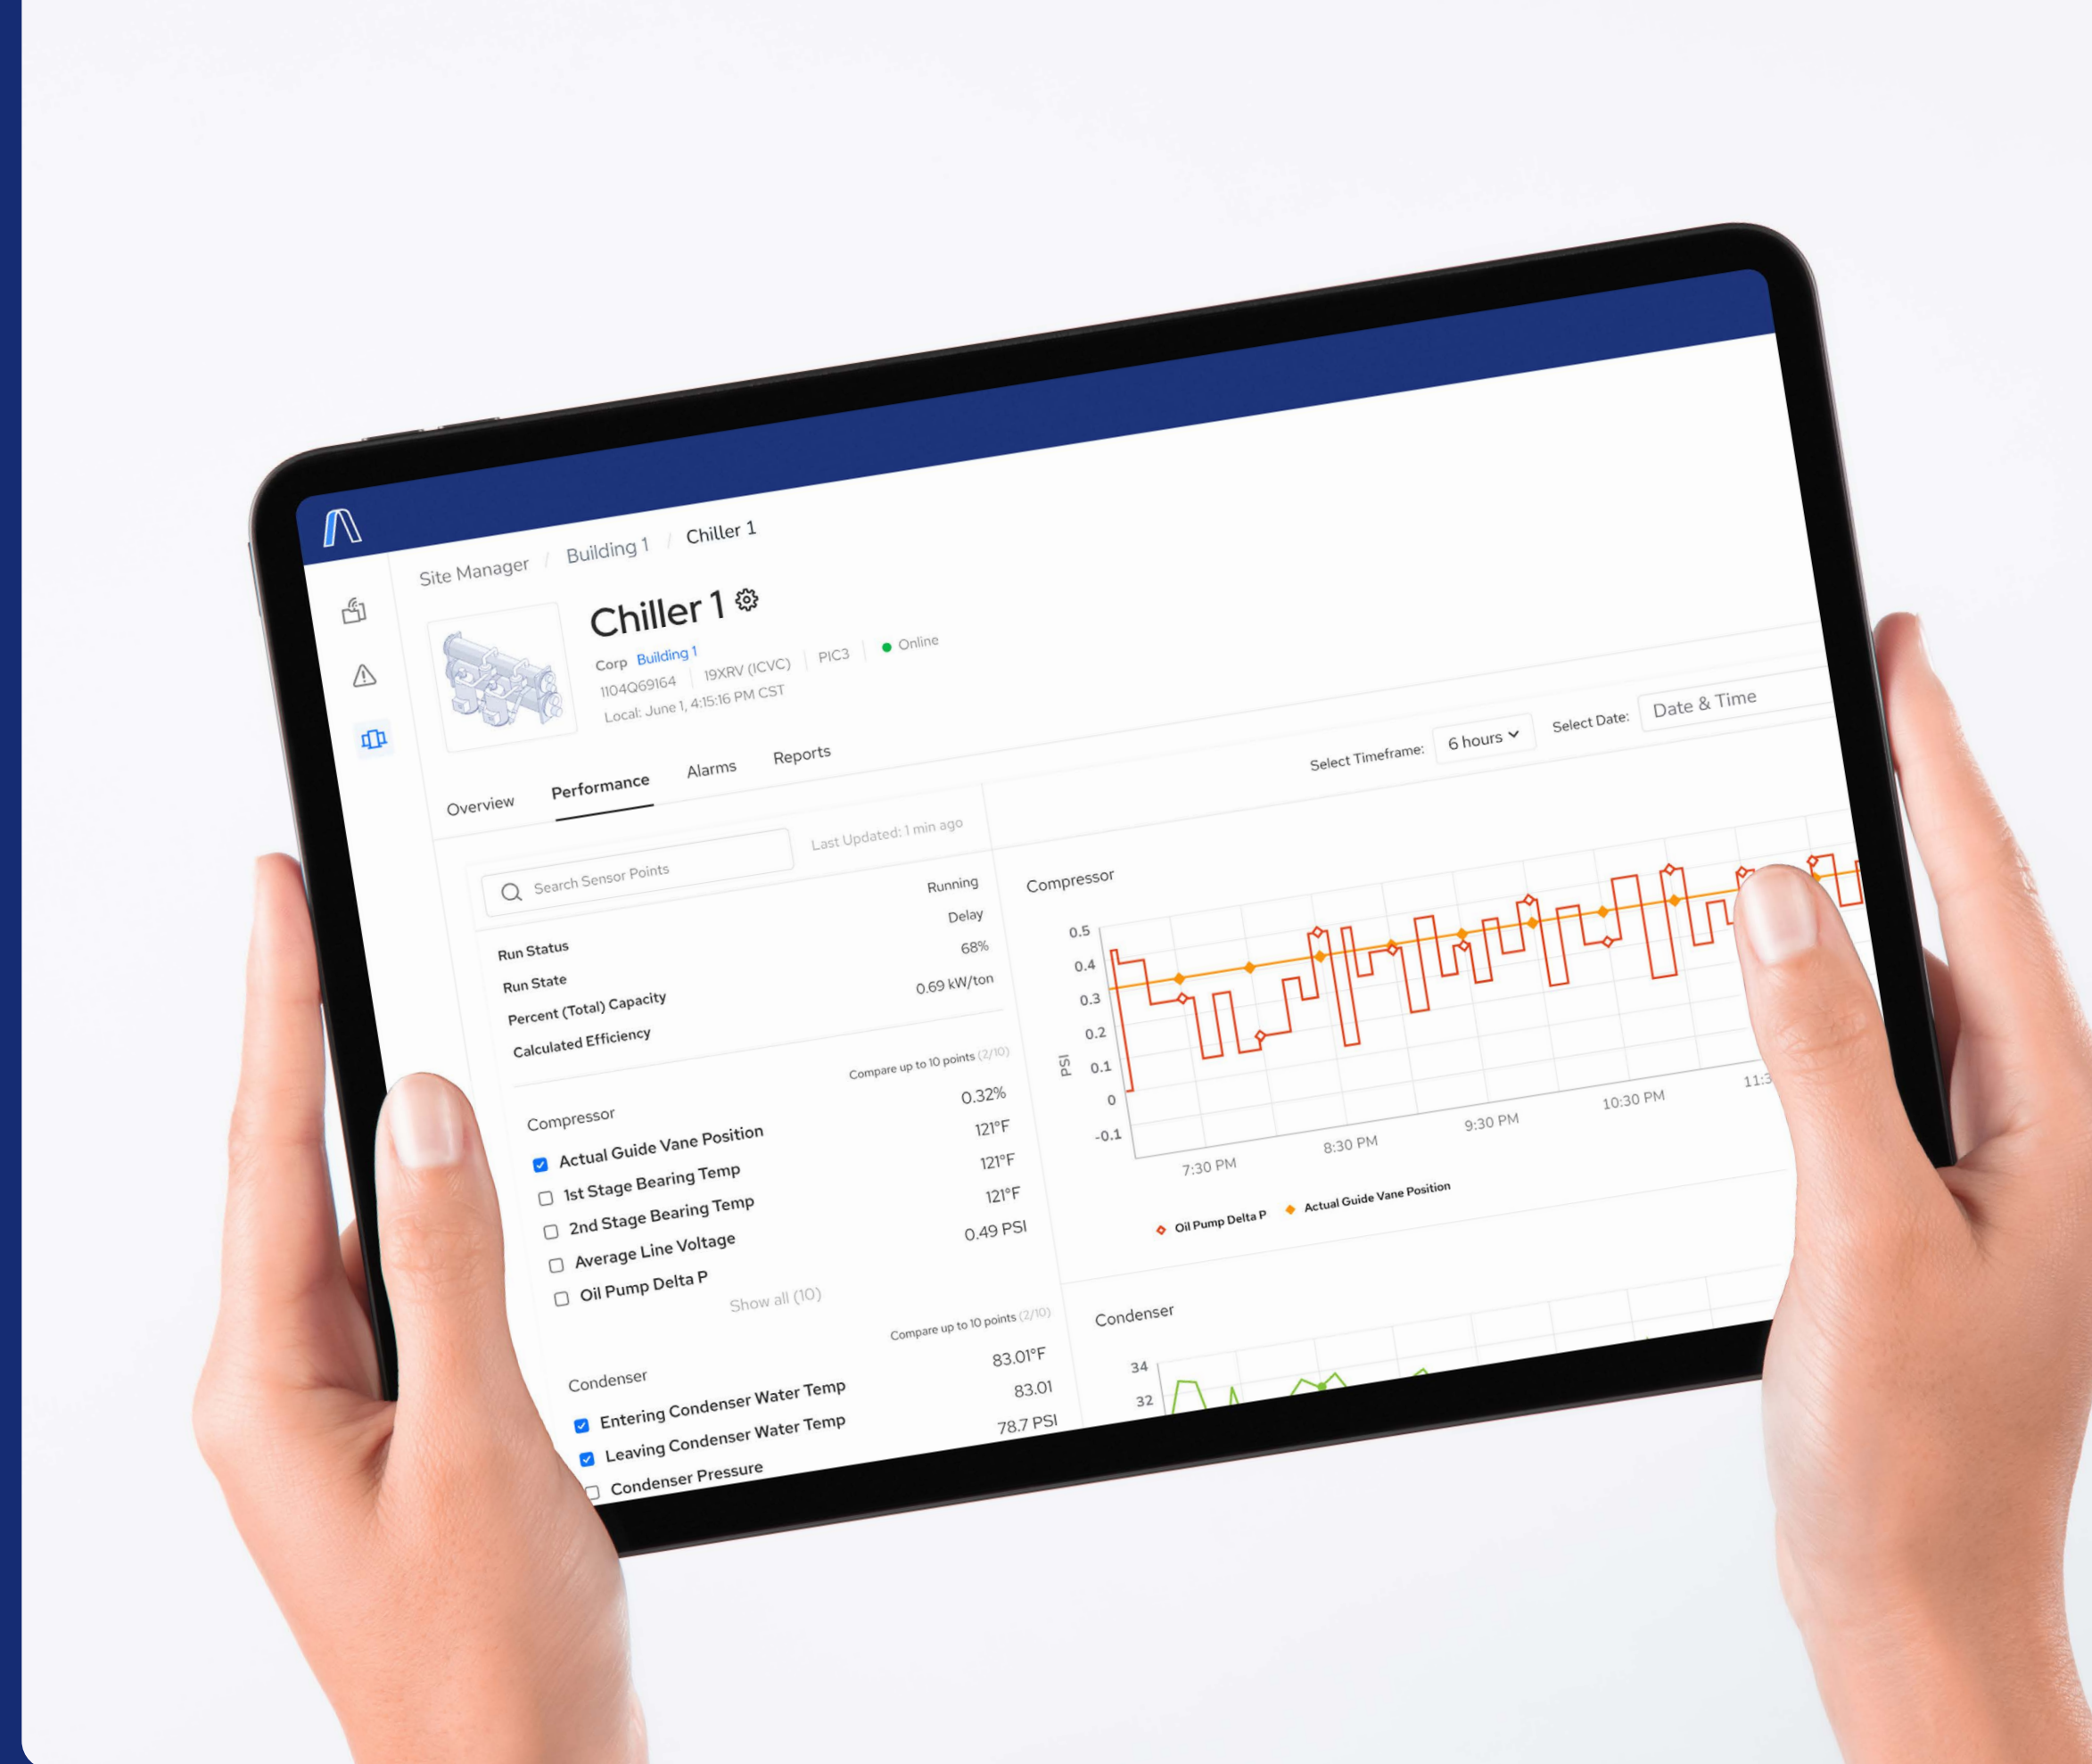 Site Manager / Building 1 / Chiller 1
Chiller 1
Corp Building 1
1104Q69164 | 19XRV (ICVC) | PIC3 | Online
Local: June 1, 4:15:16 PM CST
Overview Performance Alarms Reports
Select Timeframe: 6 hours Select Date: Date & Time
Search Sensor Points Last Updated: 1 min ago
Run Status Running
Run State Delay
Percent (Total) Capacity 68%
Calculated Efficiency 0.69 kW/ton
Compressor Compare up to 10 points (2/10)
Actual Guide Vane Position 0.32%
1st Stage Bearing Temp 121°F
2nd Stage Bearing Temp 121°F
Average Line Voltage 121°F
Oil Pump Delta P 0.49 PSI
Show all (10)
Condenser Compare up to 10 points (2/10)
Entering Condenser Water Temp 83.01°F
Leaving Condenser Water Temp 83.01
Condenser Pressure 78.7 PSI
Compressor
0.5
0.4
0.3
0.2
PSI 0.1
0
-0.1
7:30 PM 8:30 PM 9:30 PM 10:30 PM 11:3
Oil Pump Delta P Actual Guide Vane Position
Condenser
34
32